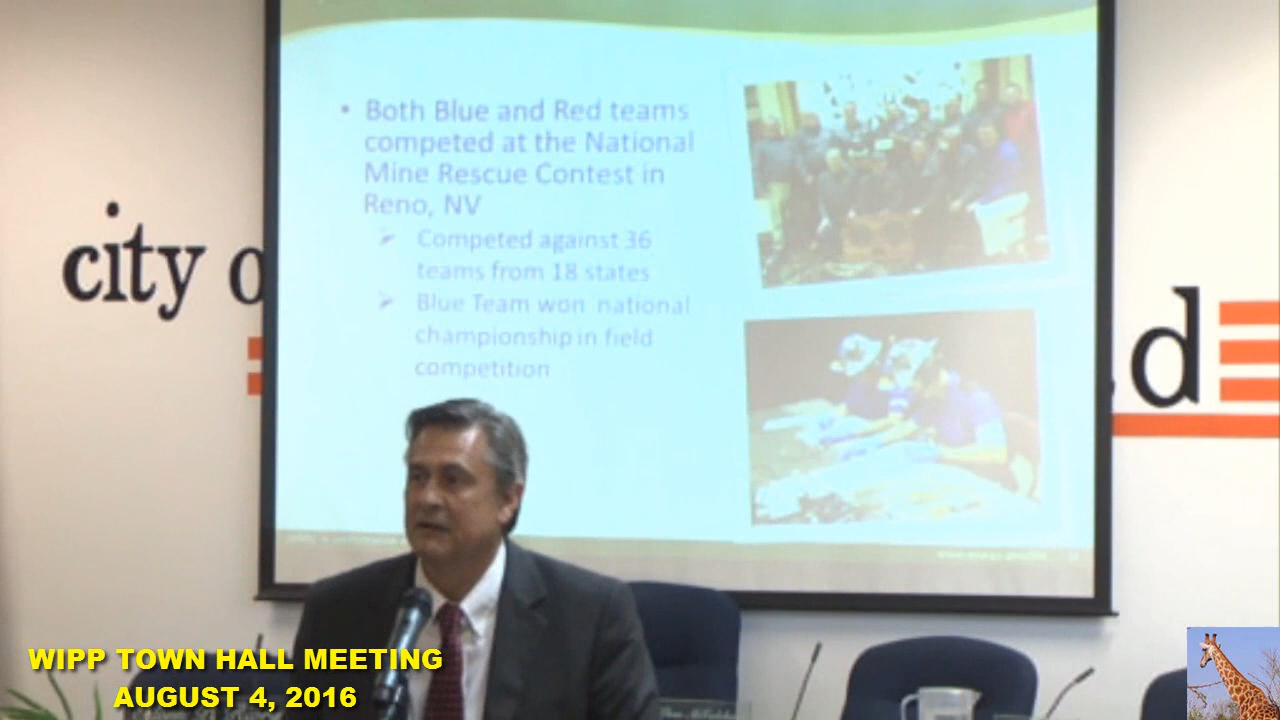 • Both Blue and Red teams
competed at the National
Mine Rescue Contest in
Reno, NV
➢ Competed against 36
teams from 18 states
➢ Blue Team won national
championship in field
competition
city o
d
WIPP TOWN HALL MEETING
AUGUST 4, 2016